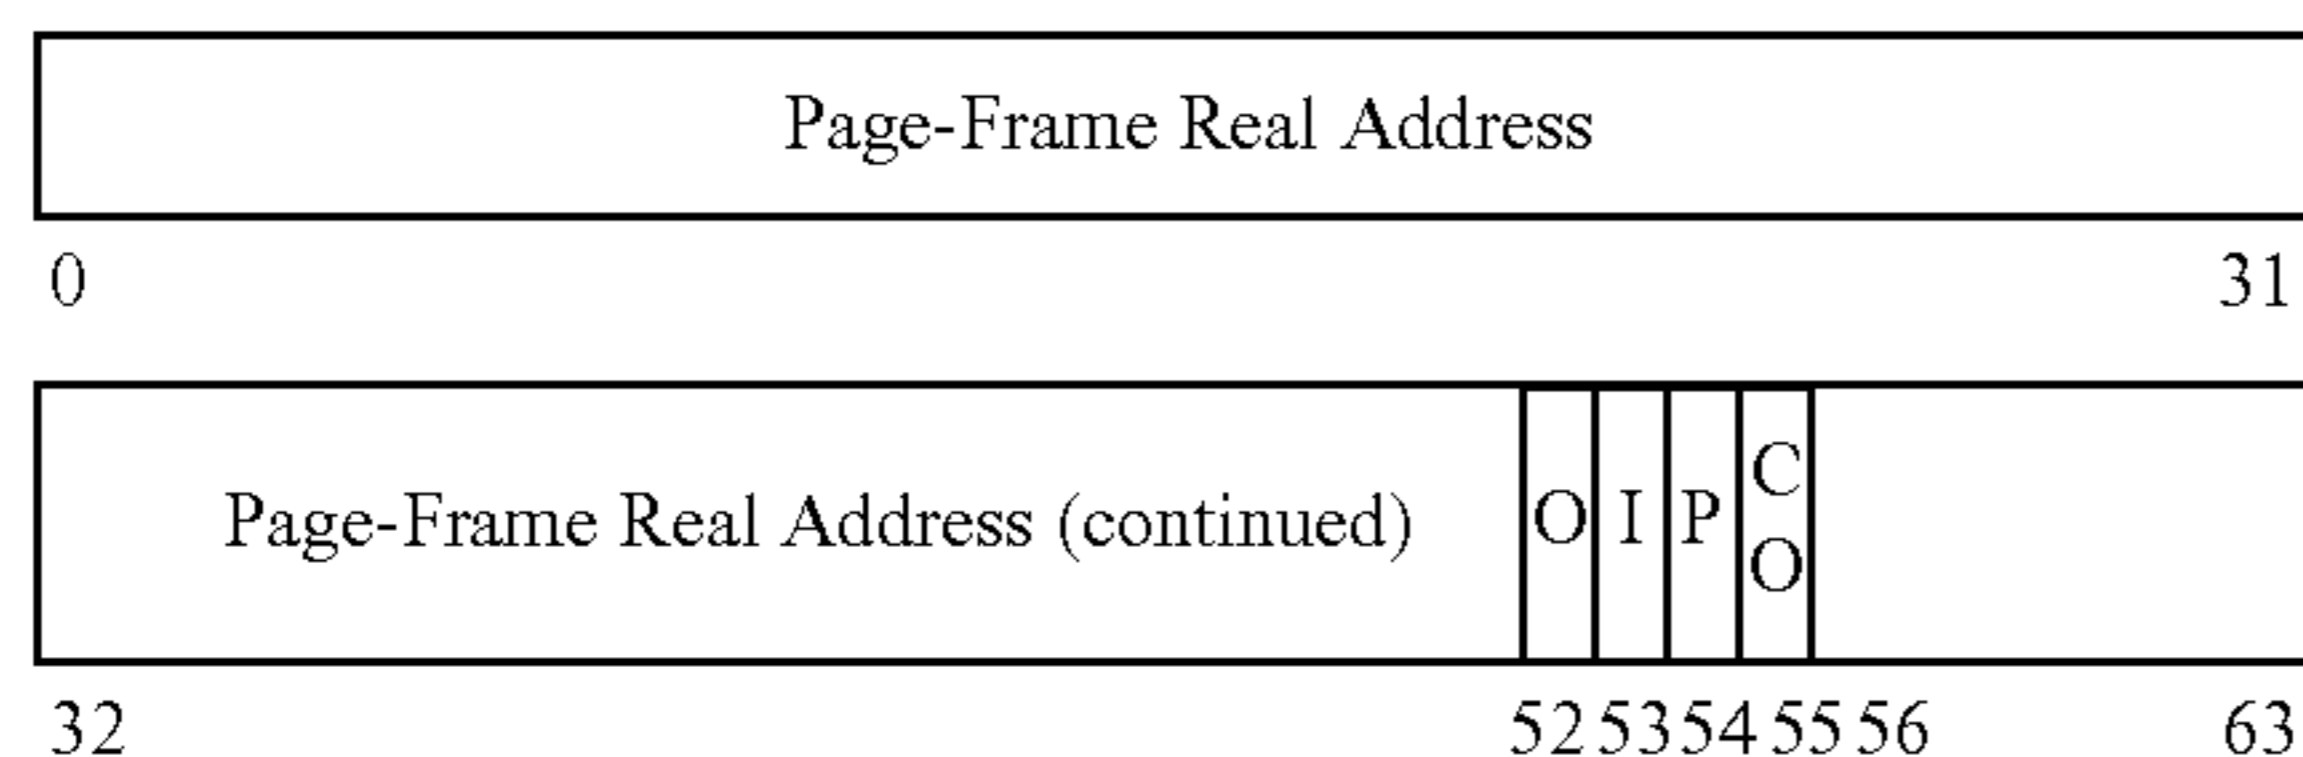 Page-Frame Real Address
0 31
Page-Frame Real Address (continued) O I P C O
32 52 53 54 55 56 63